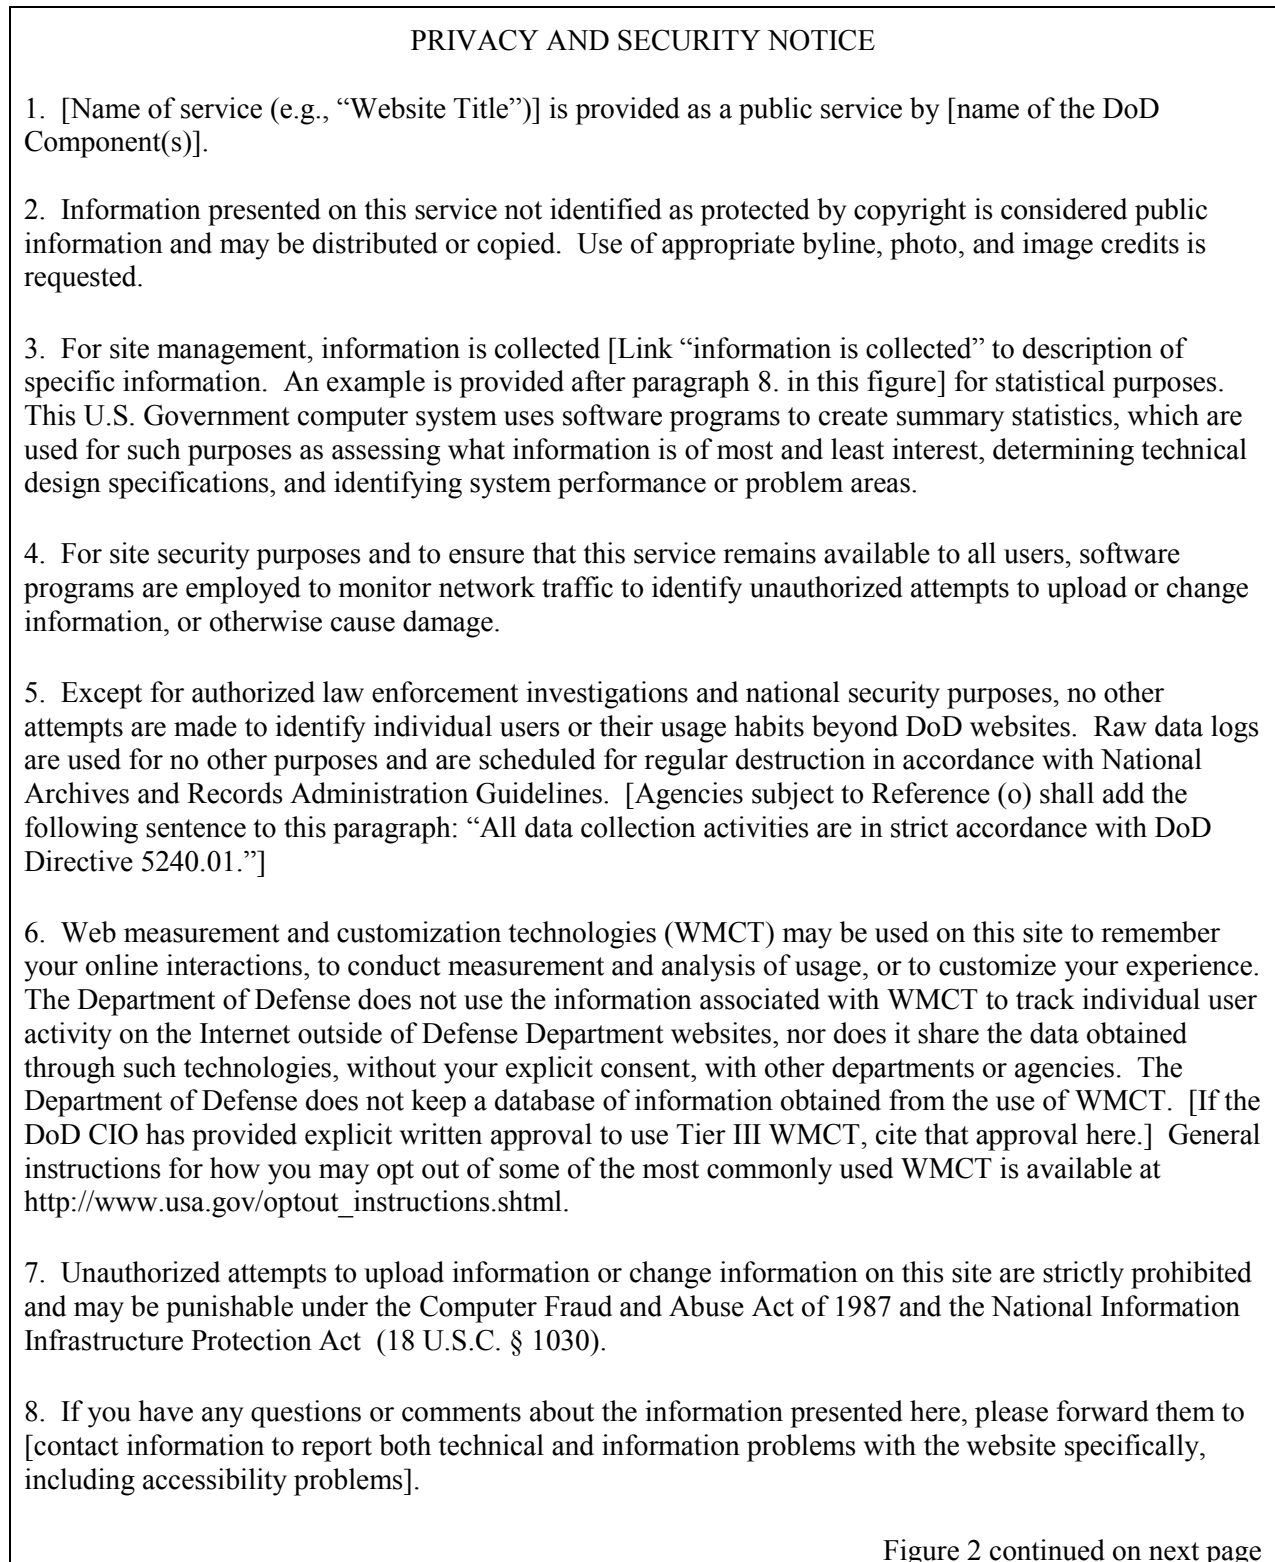 PRIVACY AND SECURITY NOTICE
1.  [Name of service (e.g., “Website Title”)] is provided as a public service by [name of the DoD
Component(s)].
2.  Information presented on this service not identified as protected by copyright is considered public
information and may be distributed or copied.  Use of appropriate byline, photo, and image credits is
requested.
3.  For site management, information is collected [Link “information is collected” to description of
specific information.  An example is provided after paragraph 8. in this figure] for statistical purposes.
This U.S. Government computer system uses software programs to create summary statistics, which are
used for such purposes as assessing what information is of most and least interest, determining technical
design specifications, and identifying system performance or problem areas.
4.  For site security purposes and to ensure that this service remains available to all users, software
programs are employed to monitor network traffic to identify unauthorized attempts to upload or change
information, or otherwise cause damage.
5.  Except for authorized law enforcement investigations and national security purposes, no other
attempts are made to identify individual users or their usage habits beyond DoD websites.  Raw data logs
are used for no other purposes and are scheduled for regular destruction in accordance with National
Archives and Records Administration Guidelines.  [Agencies subject to Reference (o) shall add the
following sentence to this paragraph: “All data collection activities are in strict accordance with DoD
Directive 5240.01.”]
6.  Web measurement and customization technologies (WMCT) may be used on this site to remember
your online interactions, to conduct measurement and analysis of usage, or to customize your experience.
The Department of Defense does not use the information associated with WMCT to track individual user
activity on the Internet outside of Defense Department websites, nor does it share the data obtained
through such technologies, without your explicit consent, with other departments or agencies.  The
Department of Defense does not keep a database of information obtained from the use of WMCT.  [If the
DoD CIO has provided explicit written approval to use Tier III WMCT, cite that approval here.]  General
instructions for how you may opt out of some of the most commonly used WMCT is available at
http://www.usa.gov/optout_instructions.shtml.
7.  Unauthorized attempts to upload information or change information on this site are strictly prohibited
and may be punishable under the Computer Fraud and Abuse Act of 1987 and the National Information
Infrastructure Protection Act  (18 U.S.C. § 1030).
8.  If you have any questions or comments about the information presented here, please forward them to
[contact information to report both technical and information problems with the website specifically,
including accessibility problems].
Figure 2 continued on next page